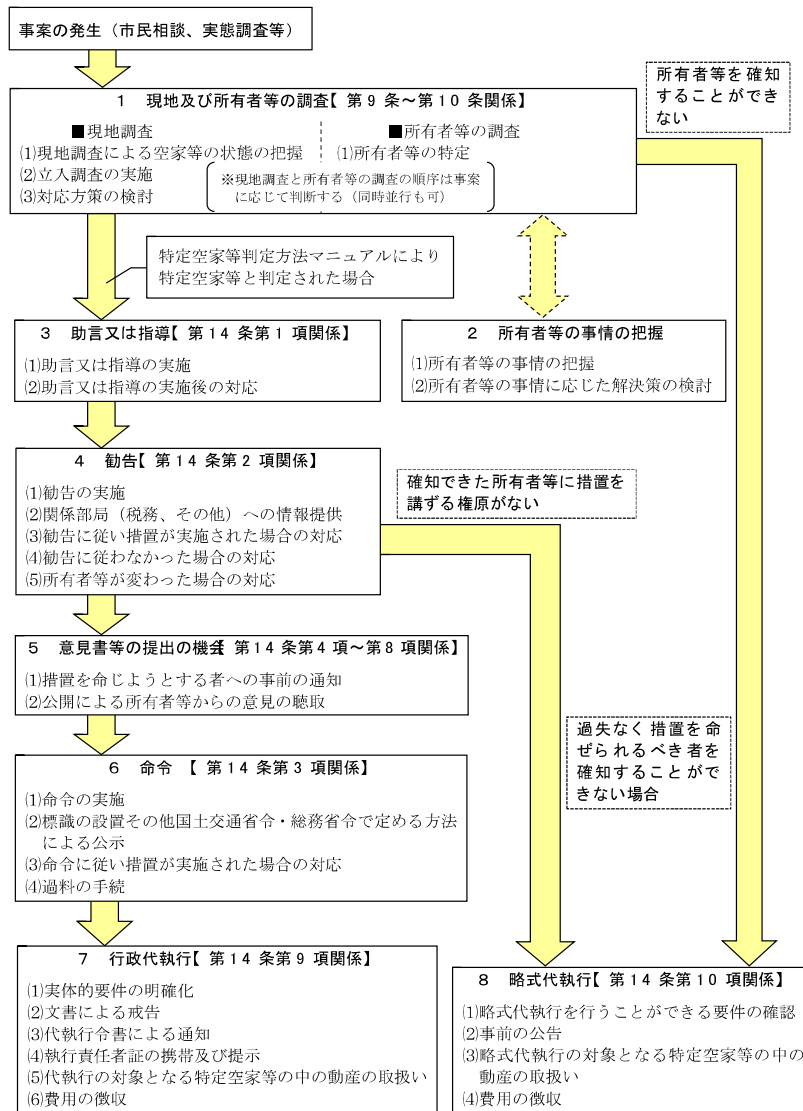 事案の発生（市民相談、実態調査等）
所有者等を確知
することができ
ない
１　現地及び所有者等の調査【 第９条～第１０条関係】
■現地調査
⑴現地調査による空家等の状態の把握
⑵立入調査の実施
⑶対応方策の検討
■所有者等の調査
⑴所有者等の特定
※現地調査と所有者等の調査の順序は事案
に応じて判断する（同時並行も可）
特定空家等判定方法マニュアルにより
特定空家等と判定された場合
３　助言又は指導【 第１４ 条第１ 項関係】
⑴助言又は指導の実施
⑵助言又は指導の実施後の対応
２　所有者等の事情の把握
⑴所有者等の事情の把握
⑵所有者等の事情に応じた解決策の検討
４　勧告【 第１４ 条第２ 項関係】
⑴勧告の実施
⑵関係部局（税務、その他）への情報提供
⑶勧告に従い措置が実施された場合の対応
⑷勧告に従わなかった場合の対応
⑸所有者等が変わった場合の対応
確知できた所有者等に措置を
講ずる権原がない
５　意見書等の提出の機会【 第１４条第４項～第８項関係】
⑴措置を命じようとする者への事前の通知
⑵公開による所有者等からの意見の聴取
過失なく措置を命
ぜられるべき者を
確知することがで
きない場合
６　命令 【 第１４条第３ 項関係】
⑴命令の実施
⑵標識の設置その他国土交通省令・総務省令で定める方法
による公示
⑶命令に従い措置が実施された場合の対応
⑷過料の手続
７　行政代執行【 第１４条第９ 項関係】
⑴実体的要件の明確化
⑵文書による戒告
⑶代執行令書による通知
⑷執行責任者証の携帯及び提示
⑸代執行の対象となる特定空家等の中の動産の取扱い
⑹費用の徴収
８　略式代執行【 第１４条第１０ 項関係】
⑴略式代執行を行うことができる要件の確認
⑵事前の公告
⑶略式代執行の対象となる特定空家等の中の
動産の取扱い
⑷費用の徴収